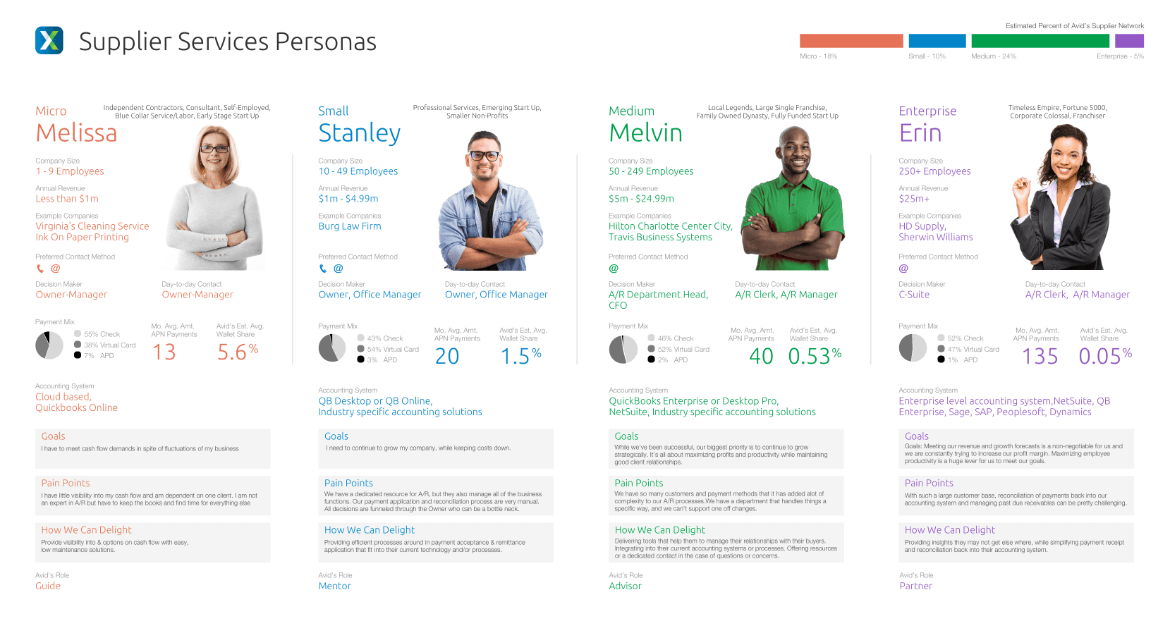 Supplier Services Personas
Estimated Percent of Avid's Supplier Network
Micro - 18%
Small - 10%
Medium - 24%
Enterprise - 5%
Micro
Melissa
Independent Contractors, Consultant, Self-Employed,
Blue Collar Service/Labor, Early Stage Start Up
Company Size
1 - 9 Employees
Annual Revenue
Less than $1m
Example Companies
Virginia's Cleaning Service
Ink On Paper Printing
Preferred Contact Method
@
Decision Maker
Owner-Manager
Day-to-day Contact
Owner-Manager
Payment Mix
55% Check
38% Virtual Card
7% APD
Mo. Avg. Amt.
APN Payments
13
Avid's Est. Avg.
Wallet Share
5.6%
Accounting System
Cloud based,
Quickbooks Online
Goals
I have to meet cash flow demands in spite of fluctuations of my business
Pain Points
I have little visibility into my cash flow and am dependent on one client. I am not
an expert in A/R but have to keep the books and find time for everything else.
How We Can Delight
Provide visibility into & options on cash flow with easy,
low maintenance solutions.
Avid's Role
Guide
Small
Stanley
Professional Services, Emerging Start Up,
Smaller Non-Profits
Company Size
10 - 49 Employees
Annual Revenue
$1m - $4.99m
Example Companies
Burg Law Firm
Preferred Contact Method
@
Decision Maker
Owner, Office Manager
Day-to-day Contact
Owner, Office Manager
Payment Mix
43% Check
54% Virtual Card
3% APD
Mo. Avg. Amt.
APN Payments
20
Avid's Est. Avg.
Wallet Share
1.5%
Accounting System
QB Desktop or QB Online,
Industry specific accounting solutions
Goals
I need to continue to grow my company, while keeping costs down.
Pain Points
We have a dedicated resource for A/R, but they also manage all of the business
functions. Our payment application and reconciliation process are very manual.
All decisions are funneled through the Owner who can be a bottle neck.
How We Can Delight
Providing efficient processes around in payment acceptance & remittance
application that fit into their current technology and/or processes.
Avid's Role
Mentor
Medium
Melvin
Local Legends, Large Single Franchise,
Family Owned Dynasty, Fully Funded Start Up
Company Size
50 - 249 Employees
Annual Revenue
$5m - $24.99m
Example Companies
Hilton Charlotte Center City,
Travis Business Systems
Preferred Contact Method
@
Decision Maker
A/R Department Head,
CFO
Day-to-day Contact
A/R Clerk, A/R Manager
Payment Mix
46% Check
52% Virtual Card
2% APD
Mo. Avg. Amt.
APN Payments
40
Avid's Est. Avg.
Wallet Share
0.53%
Accounting System
QuickBooks Enterprise or Desktop Pro,
NetSuite, Industry specific accounting solutions
Goals
While we've been successful, our biggest priority is to continue to grow
strategically. It's all about maximizing profits and productivity while maintaining
good client relationships.
Pain Points
We have so many customers and payment methods that it has added alot of
complexity to our A/R processes.We have a department that handles things a
specific way, and we can't support one off changes.
How We Can Delight
Delivering tools that help them to manage their relationships with their buyers,
integrating into their current accounting systems or processes. Offering resources
or a dedicated contact in the case of questions or concerns.
Avid's Role
Advisor
Enterprise
Erin
Timeless Empire, Fortune 5000,
Corporate Colossal, Franchiser
Company Size
250+ Employees
Annual Revenue
$25m+
Example Companies
HD Supply,
Sherwin Williams
Preferred Contact Method
@
Decision Maker
C-Suite
Day-to-day Contact
A/R Clerk, A/R Manager
Payment Mix
52% Check
47% Virtual Card
1% APD
Mo. Avg. Amt.
APN Payments
135
Avid's Est. Avg.
Wallet Share
0.05%
Accounting System
Enterprise level accounting system,NetSuite, QB
Enterprise, Sage, SAP, Peoplesoft, Dynamics
Goals
Goals: Meeting our revenue and growth forecasts is a non-negotiable for us and
we are constantly trying to increase our profit margin. Maximizing employee
productivity is a huge lever for us to meet our goals.
Pain Points
With such a large customer base, reconciliation of payments back into our
accounting system and managing past due receivables can be pretty challenging.
How We Can Delight
Providing insights they may not get else where, while simplifying payment receipt
and reconciliation back into their accounting system.
Avid's Role
Partner